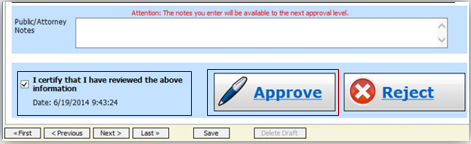 Attention: The notes you enter will be available to the next approval level.
Public/Attorney
Notes
I certify that I have reviewed the above
information
Date: 6/19/2014 9:43:24
Approve
Reject
« First
< Previous
Next >
Last »
Save
Delete Draft